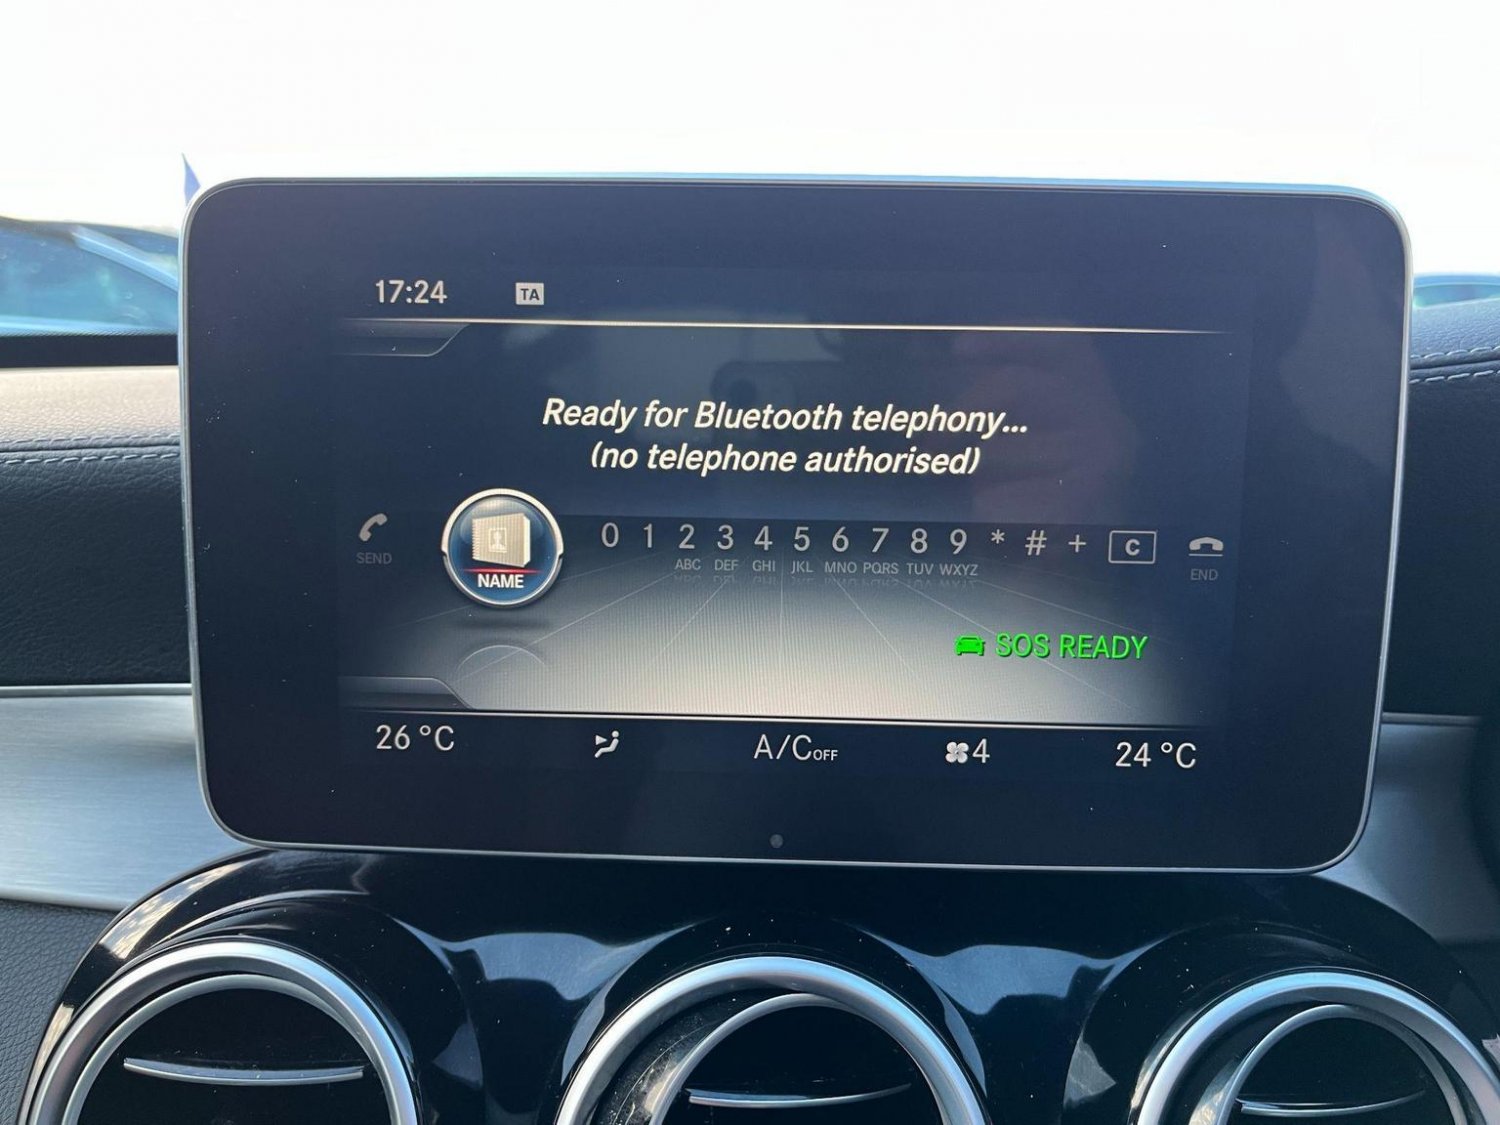 17:24 TA
Ready for Bluetooth telephony...
(no telephone authorised)
SEND NAME 0 1 2 3 4 5 6 7 8 9 * # + C END
ABC DEF GHI JKL MNO PQRS TUV WXYZ
SOS READY
26 °C A/C OFF 4 24 °C